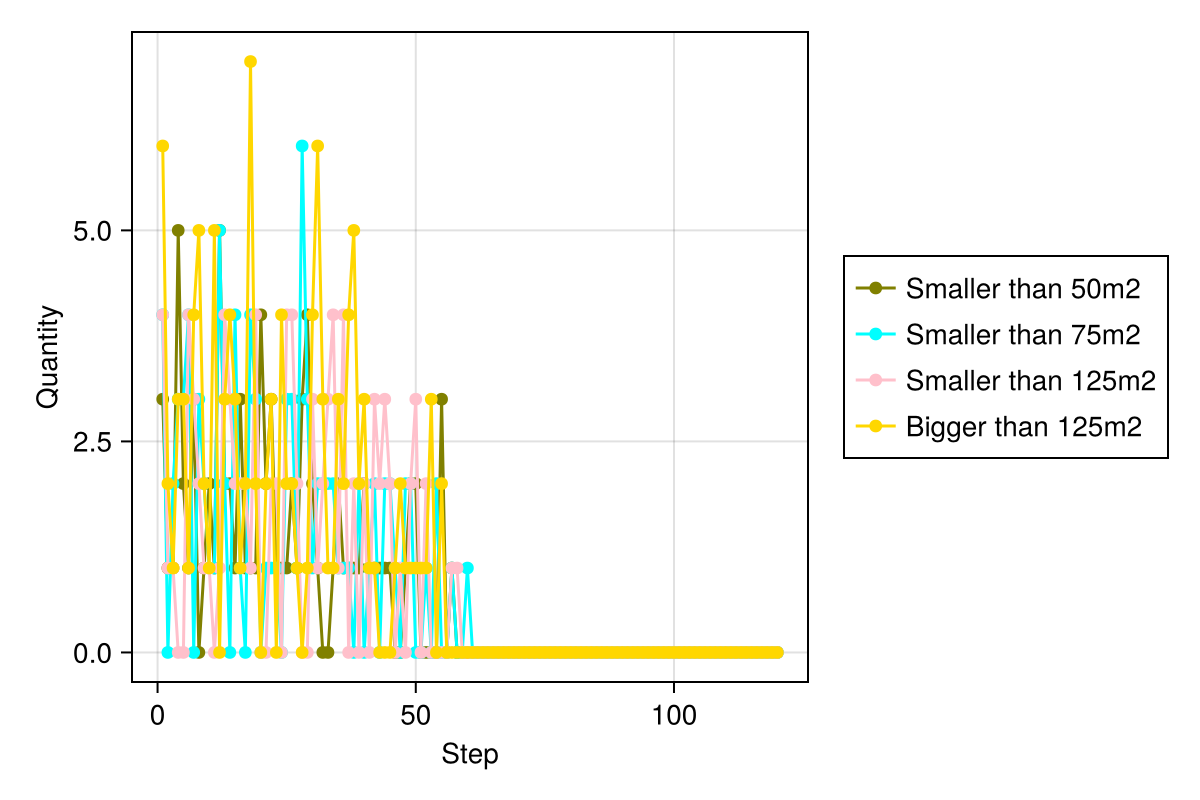 5.0
2.5
0.0
Quantity
0
50
100
Step
Smaller than 50m2
Smaller than 75m2
Smaller than 125m2
Bigger than 125m2